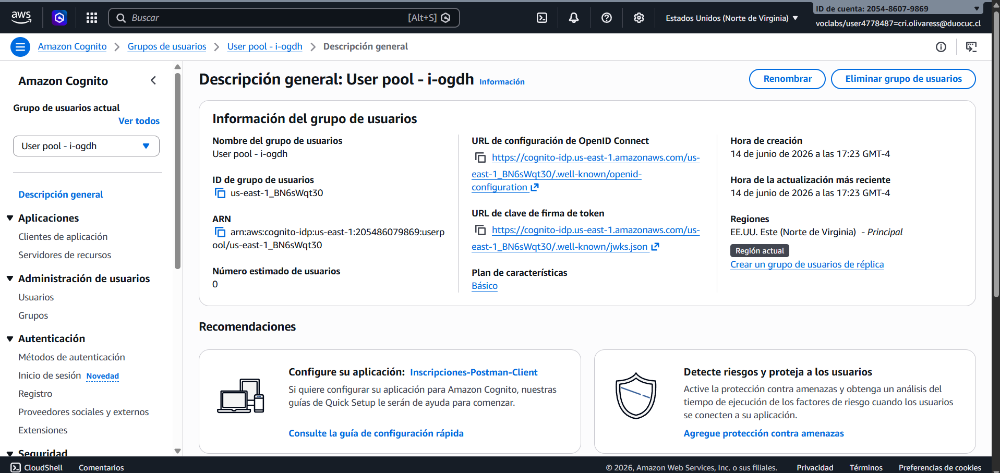 aws
Buscar
[Alt+S]
Estados Unidos (Norte de Virginia)
ID de cuenta: 2054-8607-9869
voclabs/user4778487=cri.olivaress@duocuc.cl
Amazon Cognito
Grupos de usuarios
User pool - i-ogdh
Descripción general
Amazon Cognito
Grupo de usuarios actual
Ver todos
User pool - i-ogdh
Descripción general
Aplicaciones
Clientes de aplicación
Servidores de recursos
Administración de usuarios
Usuarios
Grupos
Autenticación
Métodos de autenticación
Inicio de sesión Novedad
Registro
Proveedores sociales y externos
Extensiones
Seguridad
Descripción general: User pool - i-ogdh Información
Renombrar
Eliminar grupo de usuarios
Información del grupo de usuarios
Nombre del grupo de usuarios
User pool - i-ogdh
ID de grupo de usuarios
us-east-1_BN6sWqt30
ARN
arn:aws:cognito-idp:us-east-1:205486079869:userp
ool/us-east-1_BN6sWqt30
Número estimado de usuarios
0
URL de configuración de OpenID Connect
https://cognito-idp.us-east-1.amazonaws.com/us-
east-1_BN6sWqt30/.well-known/openid-
configuration
URL de clave de firma de token
https://cognito-idp.us-east-1.amazonaws.com/us-
east-1_BN6sWqt30/.well-known/jwks.json
Plan de características
Básico
Hora de creación
14 de junio de 2026 a las 17:23 GMT-4
Hora de la actualización más reciente
14 de junio de 2026 a las 17:23 GMT-4
Regiones
EE.UU. Este (Norte de Virginia) - Principal
Región actual
Crear un grupo de usuarios de réplica
Recomendaciones
Configure su aplicación: Inscripciones-Postman-Client
Si quiere configurar su aplicación para Amazon Cognito, nuestras
guías de Quick Setup le serán de ayuda para comenzar.
Consulte la guía de configuración rápida
Detecte riesgos y proteja a los usuarios
Active la protección contra amenazas y obtenga un análisis del
tiempo de ejecución de los factores de riesgo cuando los usuarios
se conecten a su aplicación.
Agregue protección contra amenazas
CloudShell
Comentarios
© 2026, Amazon Web Services, Inc. o sus filiales.
Privacidad
Términos
Preferencias de cookies